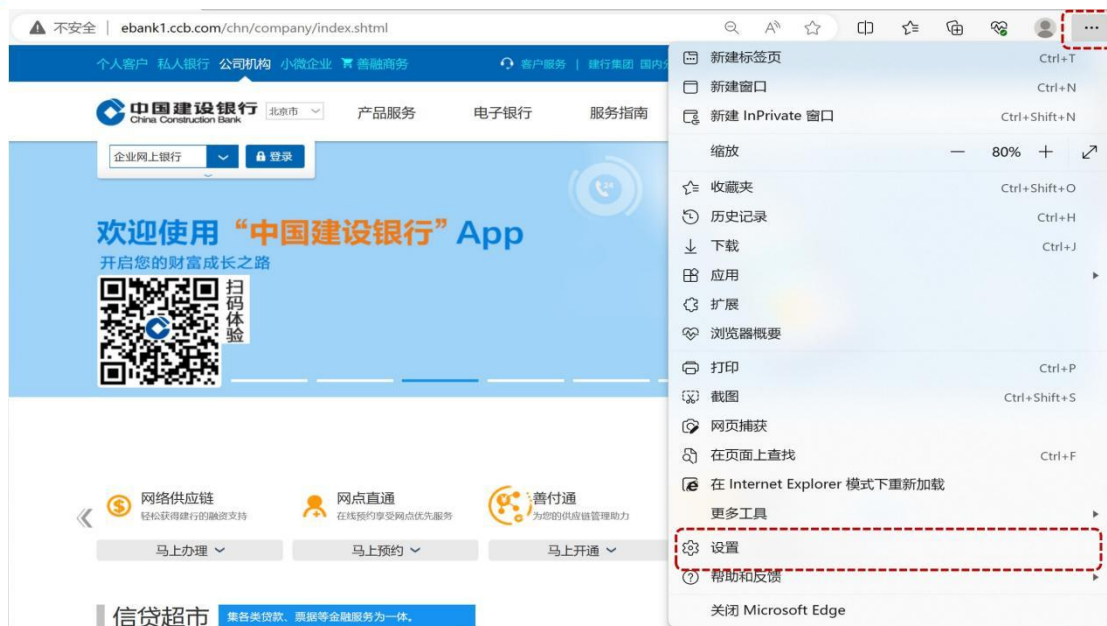 不安全 | ebank1.ccb.com/chn/company/index.shtml
个人客户 私人银行 公司机构 小微企业 善融商务 客户服务 | 建行集团 国内分
中国建设银行 北京市 产品服务 电子银行 服务指南
China Construction Bank
企业网上银行 登录
欢迎使用“中国建设银行”App
开启您的财富成长之路
扫码体验
网络供应链
轻松获得建行的融资支持
马上办理
网点直通
在线预约享受网点优先服务
马上预约
善付通
为您的供应链管理助力
马上开通
信贷超市 集各类贷款、票据等金融服务为一体。
新建标签页 Ctrl+T
新建窗口 Ctrl+N
新建 InPrivate 窗口 Ctrl+Shift+N
缩放 — 80% +
收藏夹 Ctrl+Shift+O
历史记录 Ctrl+H
下载 Ctrl+J
应用
扩展
浏览器概要
打印 Ctrl+P
截图 Ctrl+Shift+S
网页捕获
在页面上查找 Ctrl+F
在 Internet Explorer 模式下重新加载
更多工具
设置
帮助和反馈
关闭 Microsoft Edge